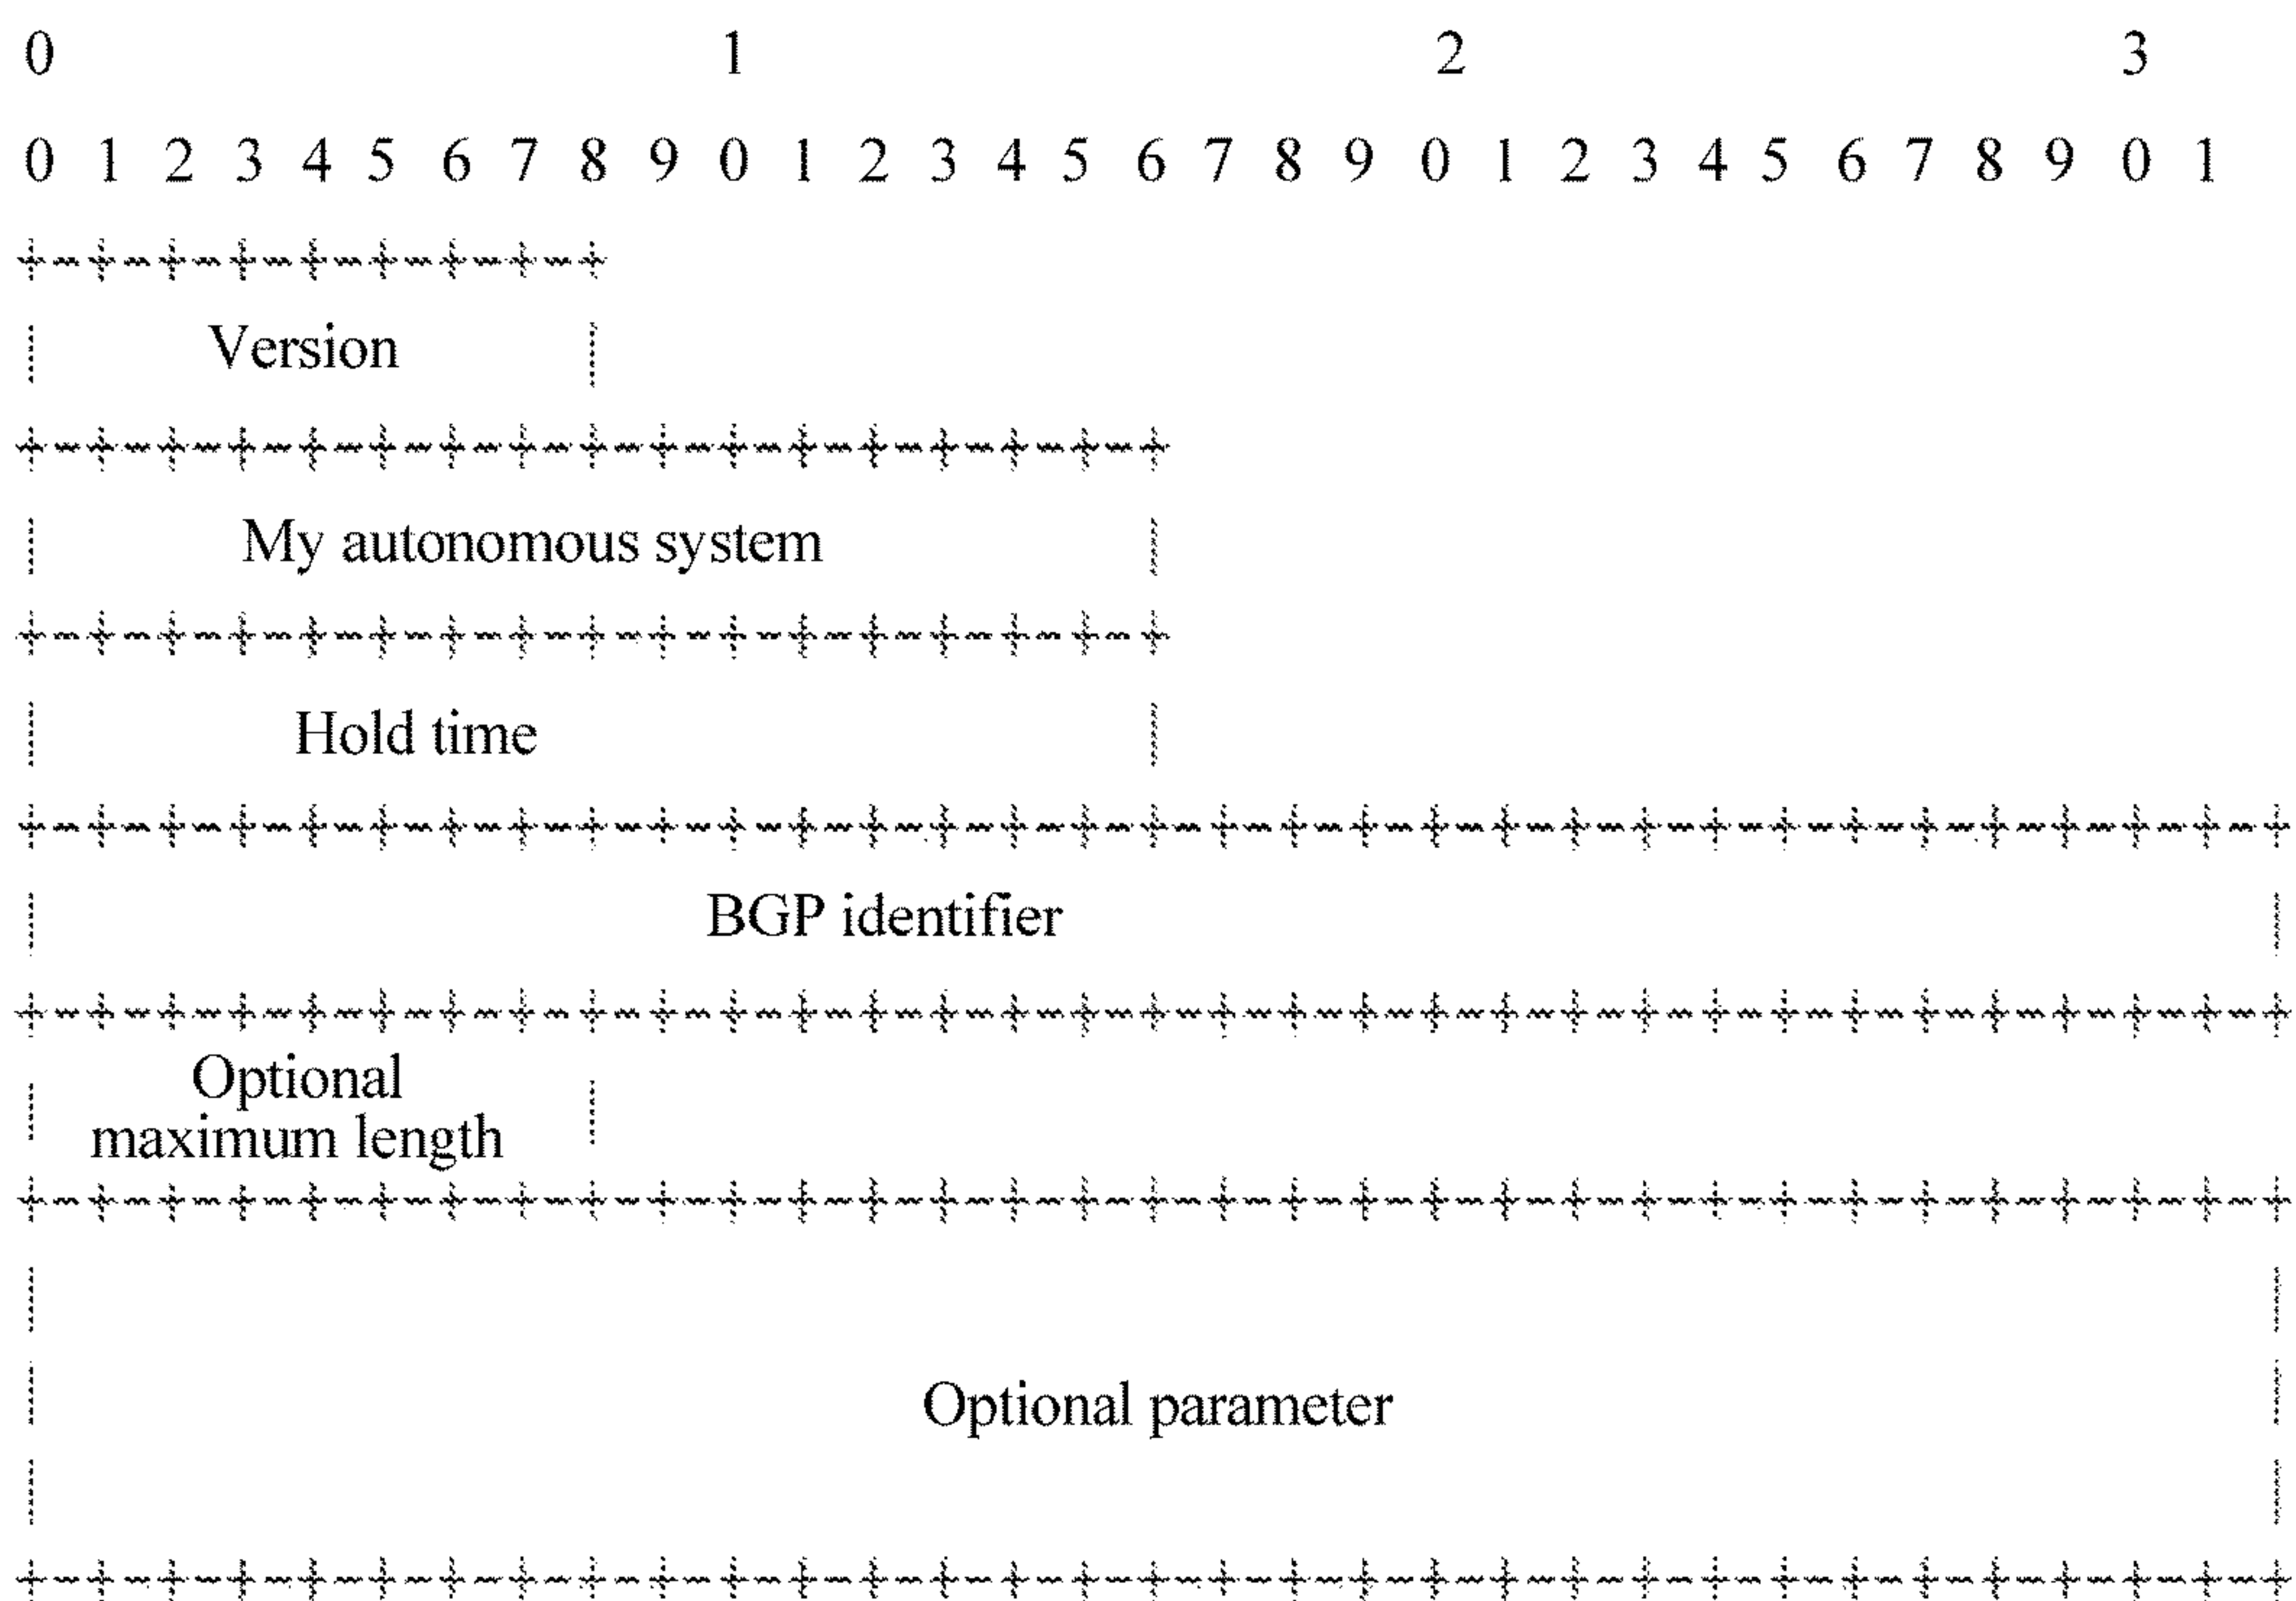 0 1 2 3
0 1 2 3 4 5 6 7 8 9 0 1 2 3 4 5 6 7 8 9 0 1 2 3 4 5 6 7 8 9 0 1
+-+-+-+-+-+-+-+-+
| Version |
+-+-+-+-+-+-+-+-+-+-+-+-+-+-+-+-+
| My autonomous system |
+-+-+-+-+-+-+-+-+-+-+-+-+-+-+-+-+
| Hold time |
+-+-+-+-+-+-+-+-+-+-+-+-+-+-+-+-+-+-+-+-+-+-+-+-+-+-+-+-+-+-+-+-+
| BGP identifier |
+-+-+-+-+-+-+-+-+-+-+-+-+-+-+-+-+-+-+-+-+-+-+-+-+-+-+-+-+-+-+-+-+
Optional
| maximum length |
+-+-+-+-+-+-+-+-+-+-+-+-+-+-+-+-+-+-+-+-+-+-+-+-+-+-+-+-+-+-+-+-+
| |
| Optional parameter |
| |
+-+-+-+-+-+-+-+-+-+-+-+-+-+-+-+-+-+-+-+-+-+-+-+-+-+-+-+-+-+-+-+-+